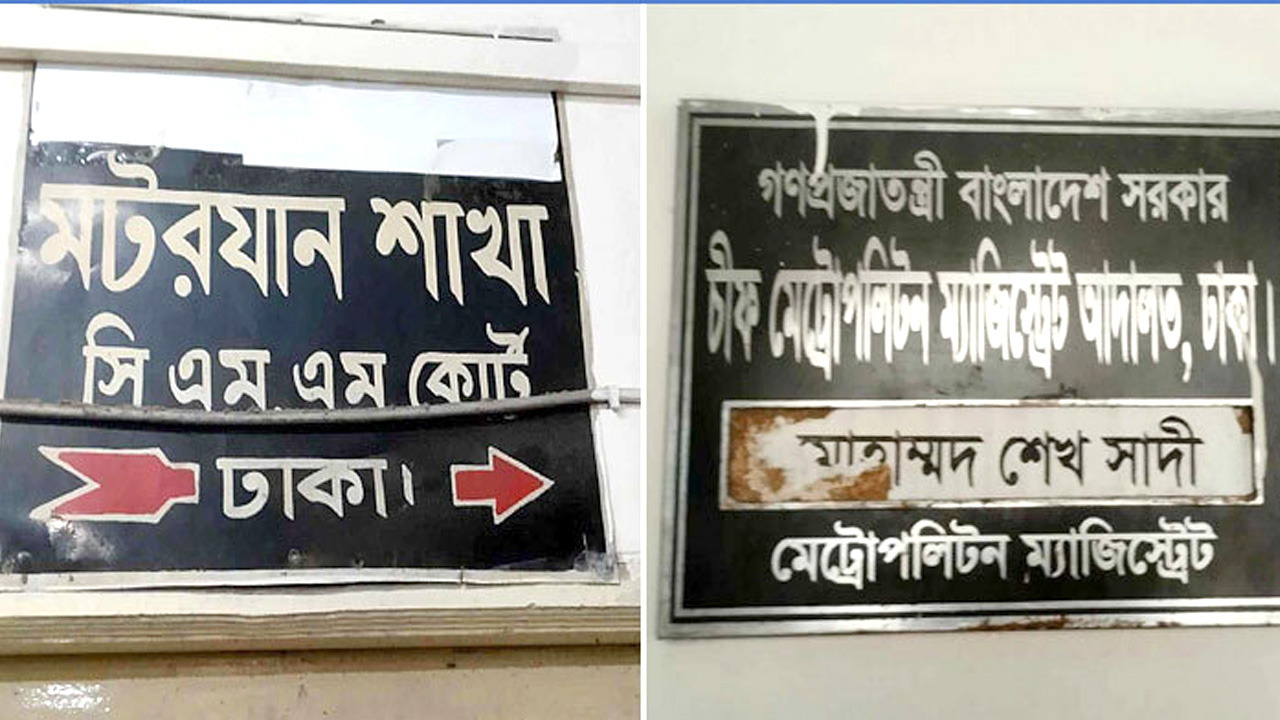 মটরযান শাখা
সি এম এম কোর্ট
ঢাকা।
গণপ্রজাতন্ত্রী বাংলাদেশ সরকার
চীফ মেট্রোপলিটন ম্যাজিস্ট্রেট আদালত, ঢাকা।
শেখ সাদী
মেট্রোপলিটন ম্যাজিস্ট্রেট